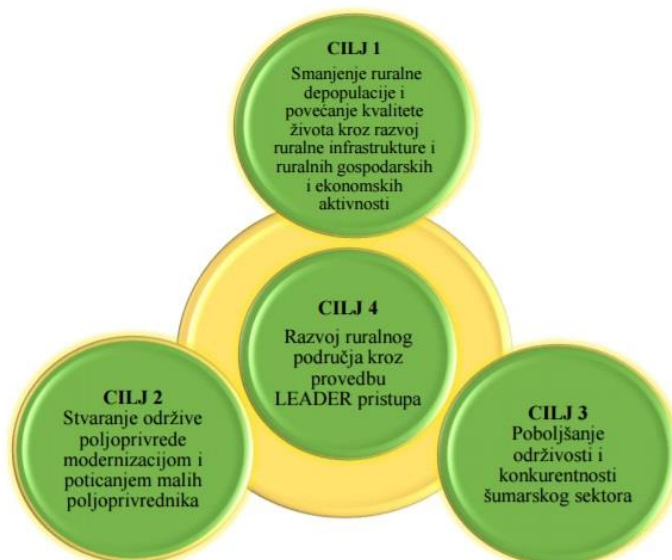 CILJ 1
Smanjenje ruralne
depopulacije i
povećanje kvalitete
života kroz razvoj
ruralne infrastrukture i
ruralnih gospodarskih
i ekonomskih
aktivnosti
CILJ 4
Razvoj ruralnog
područja kroz
provedbu
LEADER pristupa
CILJ 2
Stvaranje održive
poljoprivrede
modernizacijom i
poticanjem malih
poljoprivrednika
CILJ 3
Poboljšanje
održivosti i
konkurentnosti
šumarskog sektora